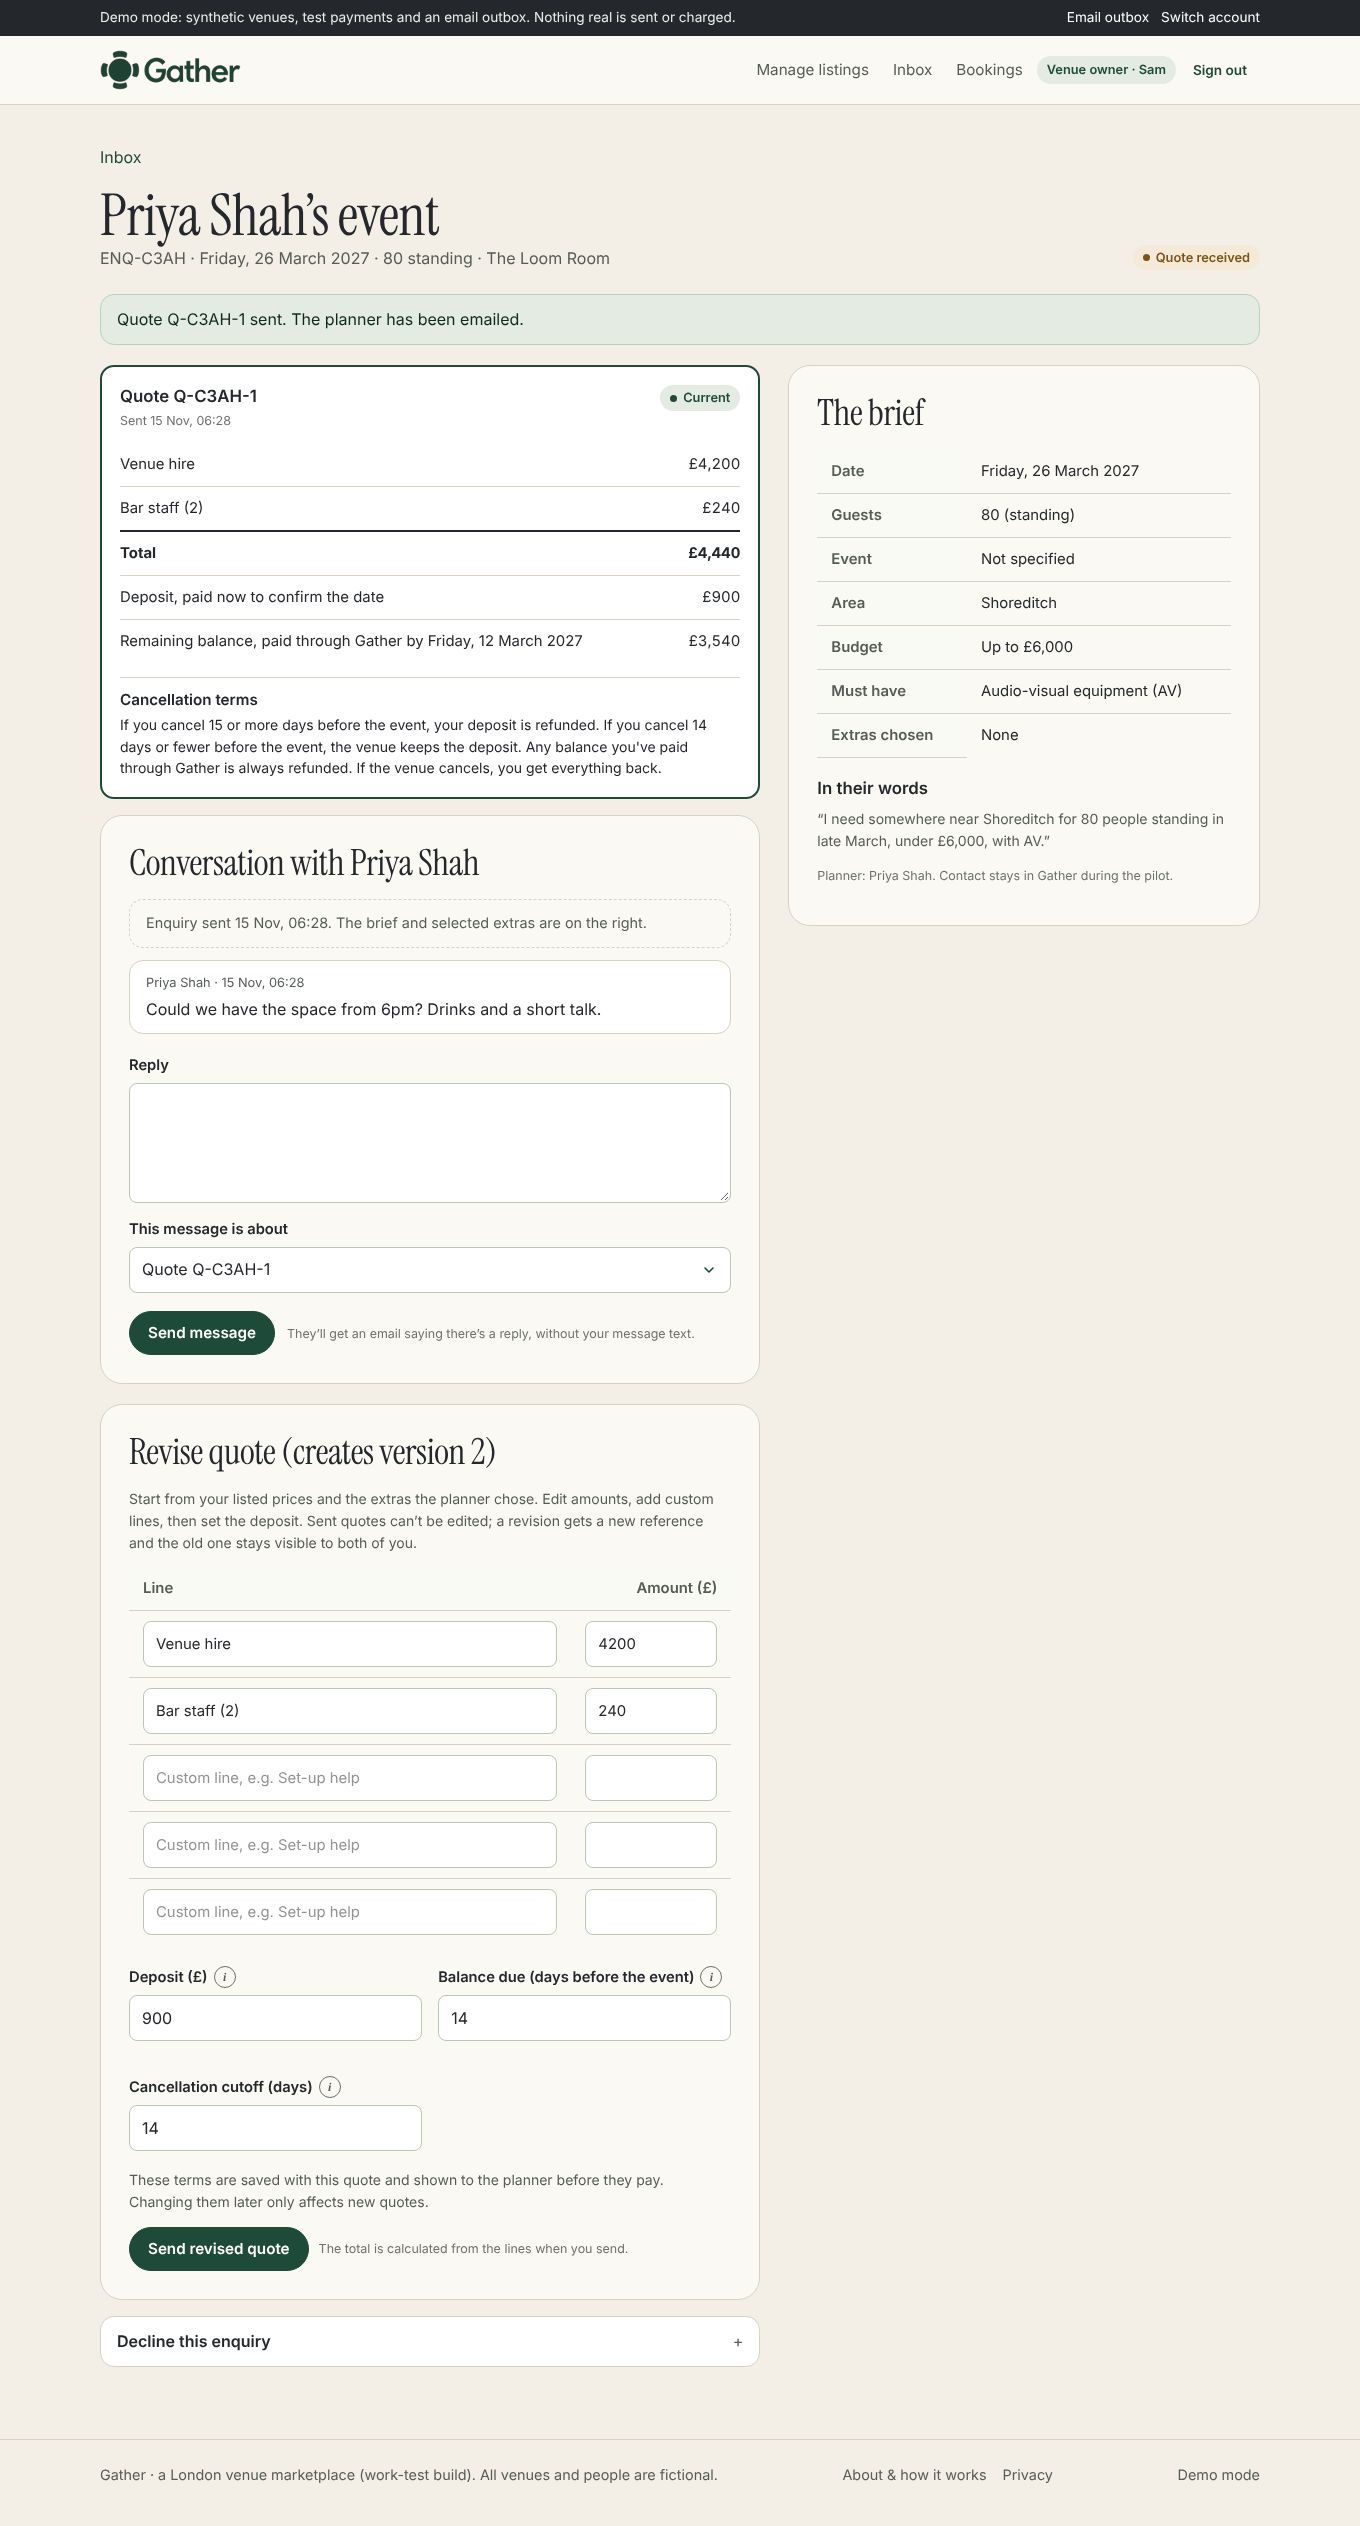 Demo mode: synthetic venues, test payments and an email outbox. Nothing real is sent or charged.
Email outbox Switch account
Gather
Manage listings Inbox Bookings Venue owner · Sam Sign out
Inbox
Priya Shah’s event
ENQ-C3AH · Friday, 26 March 2027 · 80 standing · The Loom Room
Quote received
Quote Q-C3AH-1 sent. The planner has been emailed.
Quote Q-C3AH-1
Current
Sent 15 Nov, 06:28
Venue hire £4,200
Bar staff (2) £240
Total £4,440
Deposit, paid now to confirm the date £900
Remaining balance, paid through Gather by Friday, 12 March 2027 £3,540
Cancellation terms
If you cancel 15 or more days before the event, your deposit is refunded. If you cancel 14
days or fewer before the event, the venue keeps the deposit. Any balance you've paid
through Gather is always refunded. If the venue cancels, you get everything back.
The brief
Date Friday, 26 March 2027
Guests 80 (standing)
Event Not specified
Area Shoreditch
Budget Up to £6,000
Must have Audio-visual equipment (AV)
Extras chosen None
In their words
“I need somewhere near Shoreditch for 80 people standing in
late March, under £6,000, with AV.”
Planner: Priya Shah. Contact stays in Gather during the pilot.
Conversation with Priya Shah
Enquiry sent 15 Nov, 06:28. The brief and selected extras are on the right.
Priya Shah · 15 Nov, 06:28
Could we have the space from 6pm? Drinks and a short talk.
Reply
This message is about
Quote Q-C3AH-1
Send message They’ll get an email saying there’s a reply, without your message text.
Revise quote (creates version 2)
Start from your listed prices and the extras the planner chose. Edit amounts, add custom
lines, then set the deposit. Sent quotes can’t be edited; a revision gets a new reference
and the old one stays visible to both of you.
Line Amount (£)
Venue hire 4200
Bar staff (2) 240
Custom line, e.g. Set-up help
Custom line, e.g. Set-up help
Custom line, e.g. Set-up help
Deposit (£) i Balance due (days before the event) i
900 14
Cancellation cutoff (days) i
14
These terms are saved with this quote and shown to the planner before they pay.
Changing them later only affects new quotes.
Send revised quote The total is calculated from the lines when you send.
Decline this enquiry +
Gather · a London venue marketplace (work-test build). All venues and people are fictional.
About & how it works Privacy
Demo mode